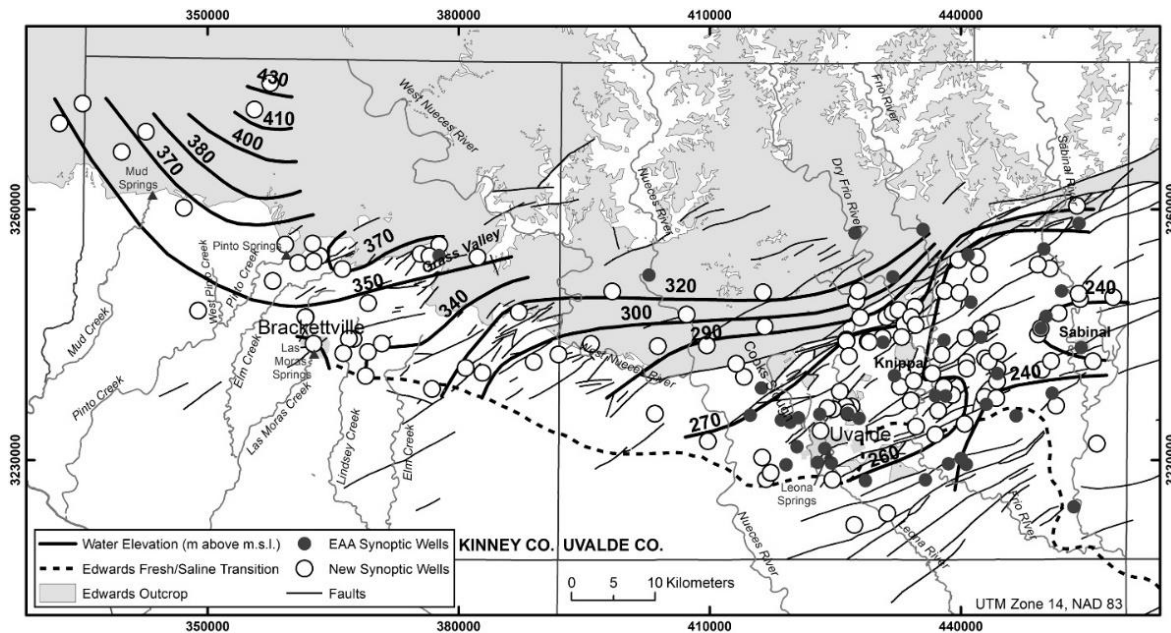 350000
380000
410000
440000
3260000
3230000
3260000
3230000
430
410
400
380
370
370
350
340
320
300
290
270
260
240
240
West Nueces River
Nueces River
Dry Frio River
Frio River
Sabinal River
Mud
Springs
Pinto Springs
Grass Valley
West Pinto Creek
Pinto Creek
Mud Creek
Brackettville
Las
Moras
Springs
Elm Creek
Las Moras Creek
Pinto Creek
Lindsey Creek
Elm Creek
West Nueces River
Cooks Slough
Knippa
Sabinal
Uvalde
Leona
Springs
Nueces River
Leona River
Frio River
Water Elevation (m above m.s.l.)
EAA Synoptic Wells
Edwards Fresh/Saline Transition
New Synoptic Wells
Edwards Outcrop
Faults
KINNEY CO.
UVALDE CO.
0 5 10 Kilometers
UTM Zone 14, NAD 83